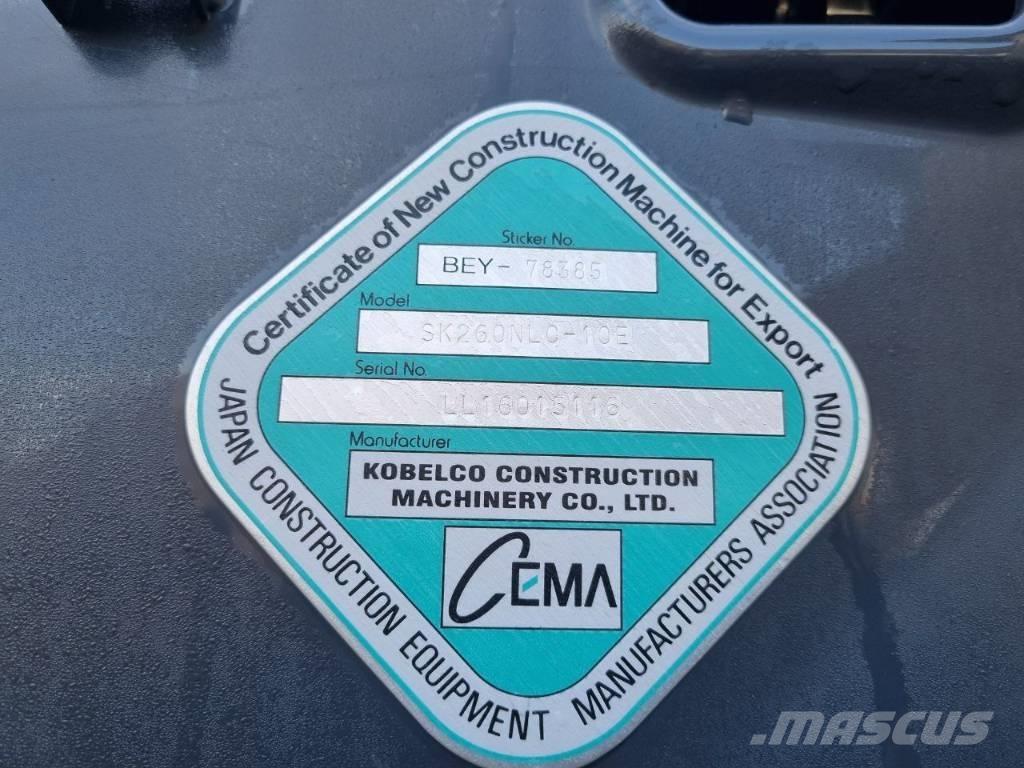 Certificate of New Construction Machine for Export
Sticker No.
BEY- 78385
Model
SK260NLC-10E
Serial No.
LL16015116
Manufacturer
KOBELCO CONSTRUCTION
MACHINERY CO., LTD.
CEMA
JAPAN CONSTRUCTION EQUIPMENT MANUFACTURERS ASSOCIATION
MASCUS